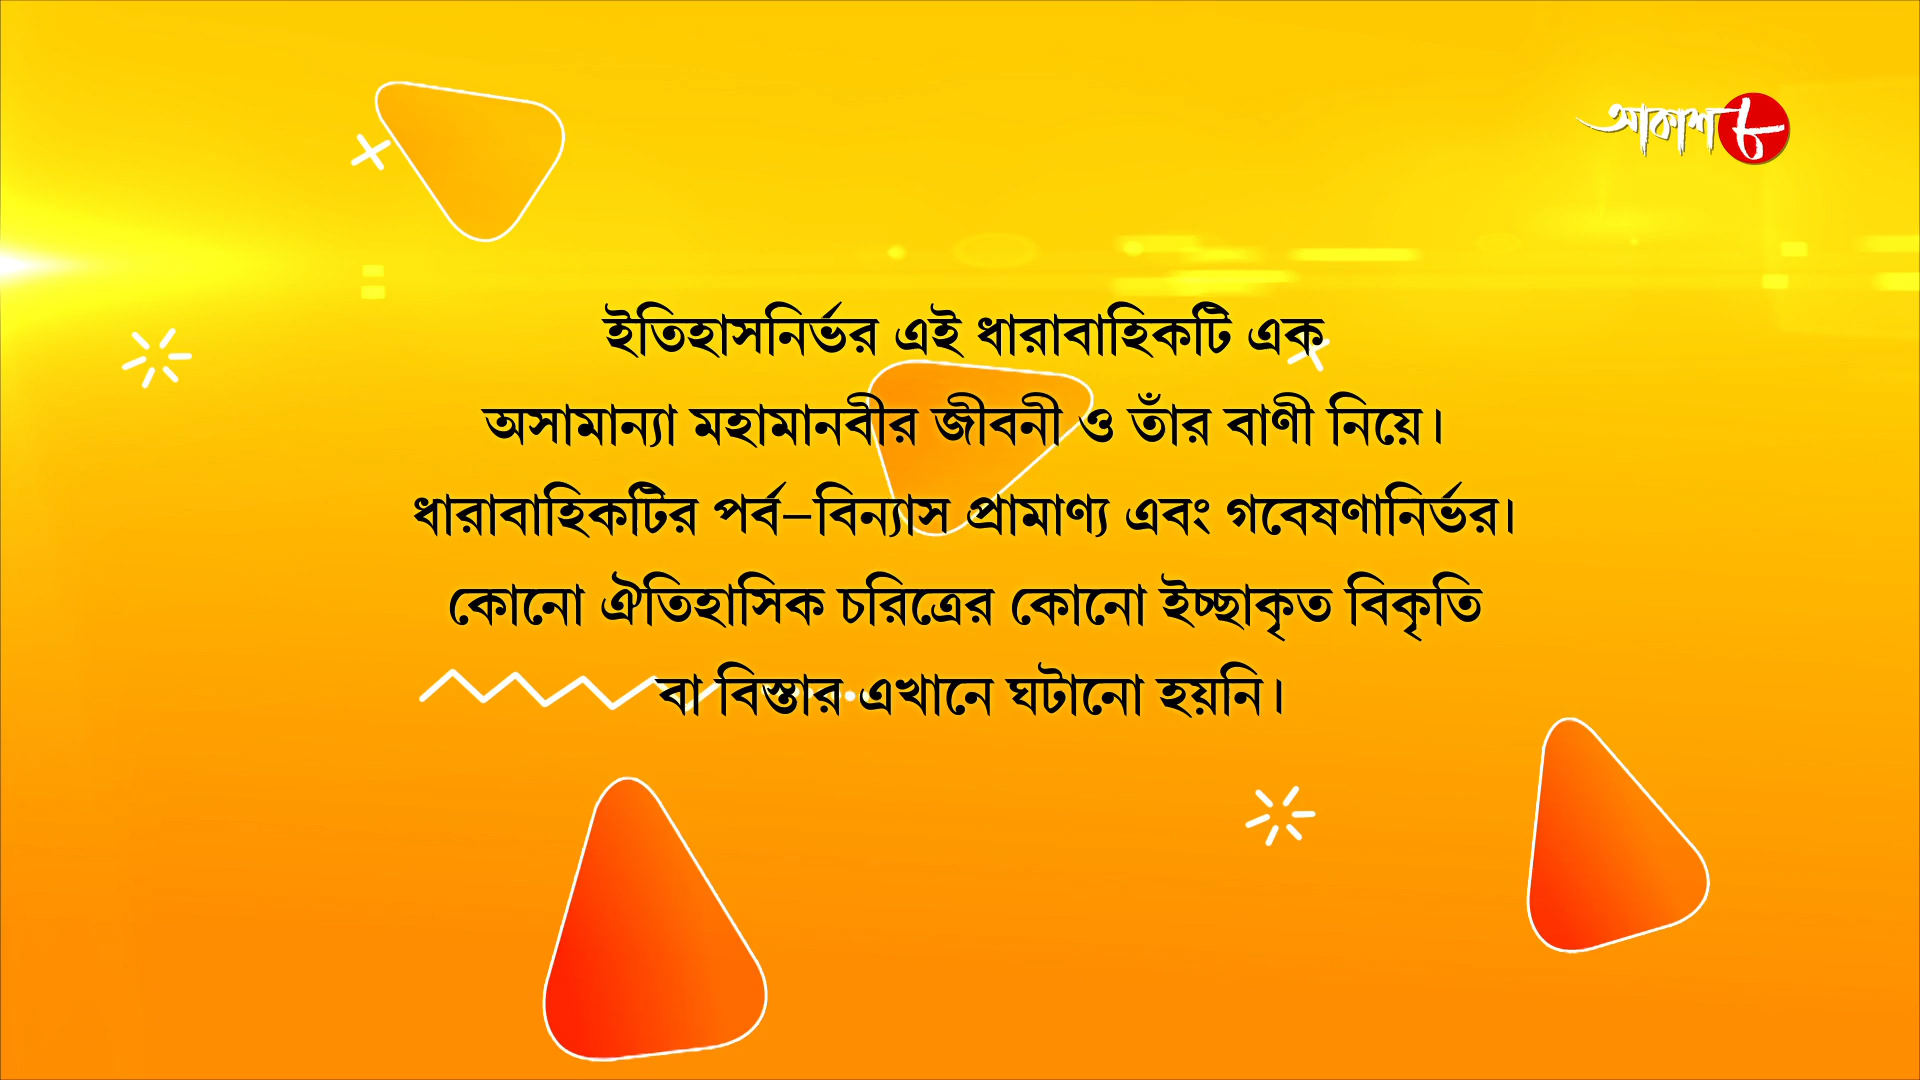 আকাশ ৮
ইতিহাসনির্ভর এই ধারাবাহিকটি এক
অসামান্যা মহামানবীর জীবনী ও তাঁর বাণী নিয়ে।
ধারাবাহিকটির পর্ব–বিন্যাস প্রামাণ্য এবং গবেষণানির্ভর।
কোনো ঐতিহাসিক চরিত্রের কোনো ইচ্ছাকৃত বিকৃতি
বা বিস্তার এখানে ঘটানো হয়নি।